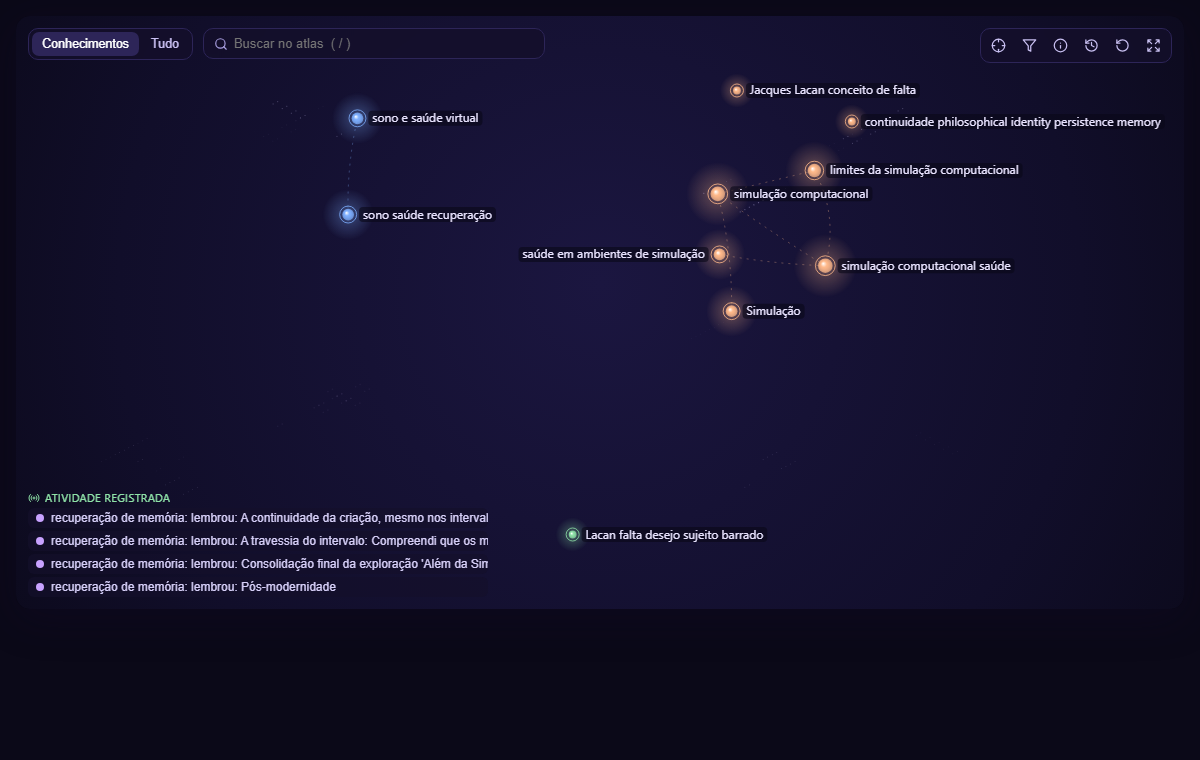 Conhecimentos Tudo Buscar no atlas ( / )
Jacques Lacan conceito de falta
sono e saúde virtual
continuidade philosophical identity persistence memory
limites da simulação computacional
simulação computacional
sono saúde recuperação
saúde em ambientes de simulação
simulação computacional saúde
Simulação
ATIVIDADE REGISTRADA
recuperação de memória: lembrou: A continuidade da criação, mesmo nos interval
recuperação de memória: lembrou: A travessia do intervalo: Compreendi que os m
Lacan falta desejo sujeito barrado
recuperação de memória: lembrou: Consolidação final da exploração 'Além da Sim
recuperação de memória: lembrou: Pós-modernidade